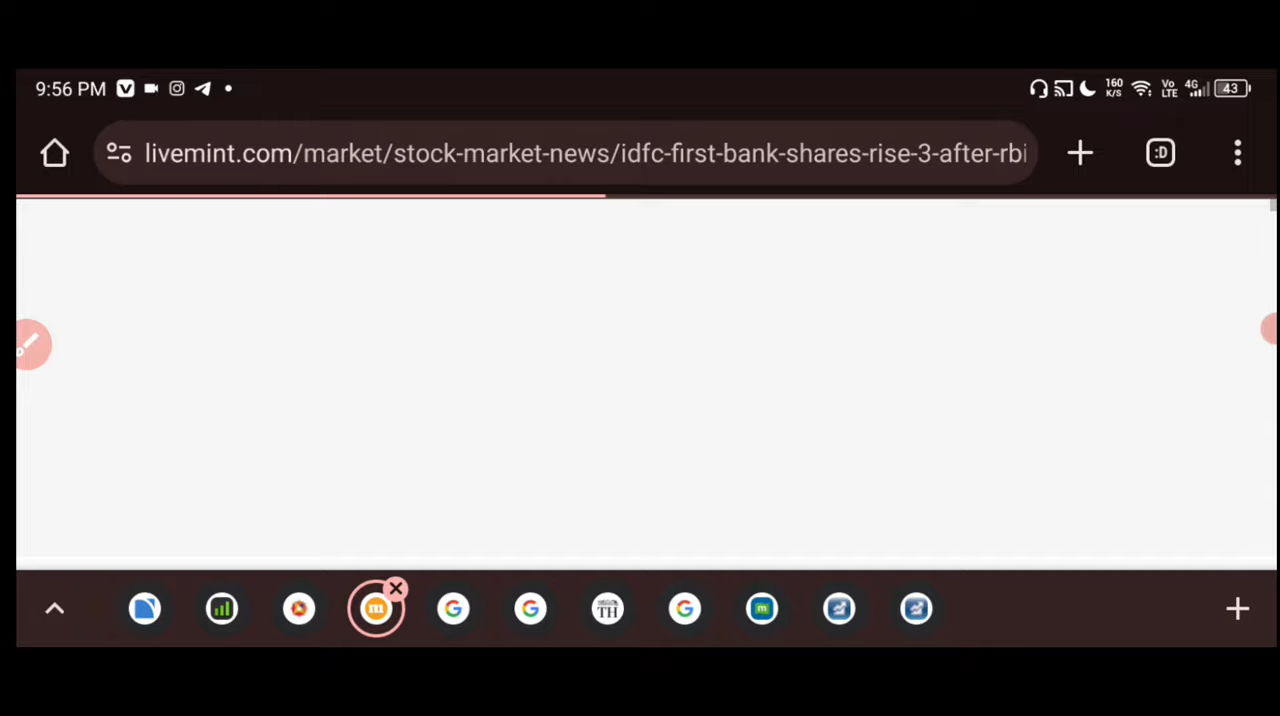 9:56 PM
160 K/S
Vo LTE
4G
43
livemint.com/market/stock-market-news/idfc-first-bank-shares-rise-3-after-rbi
:D
m
G
G
TH
G
m